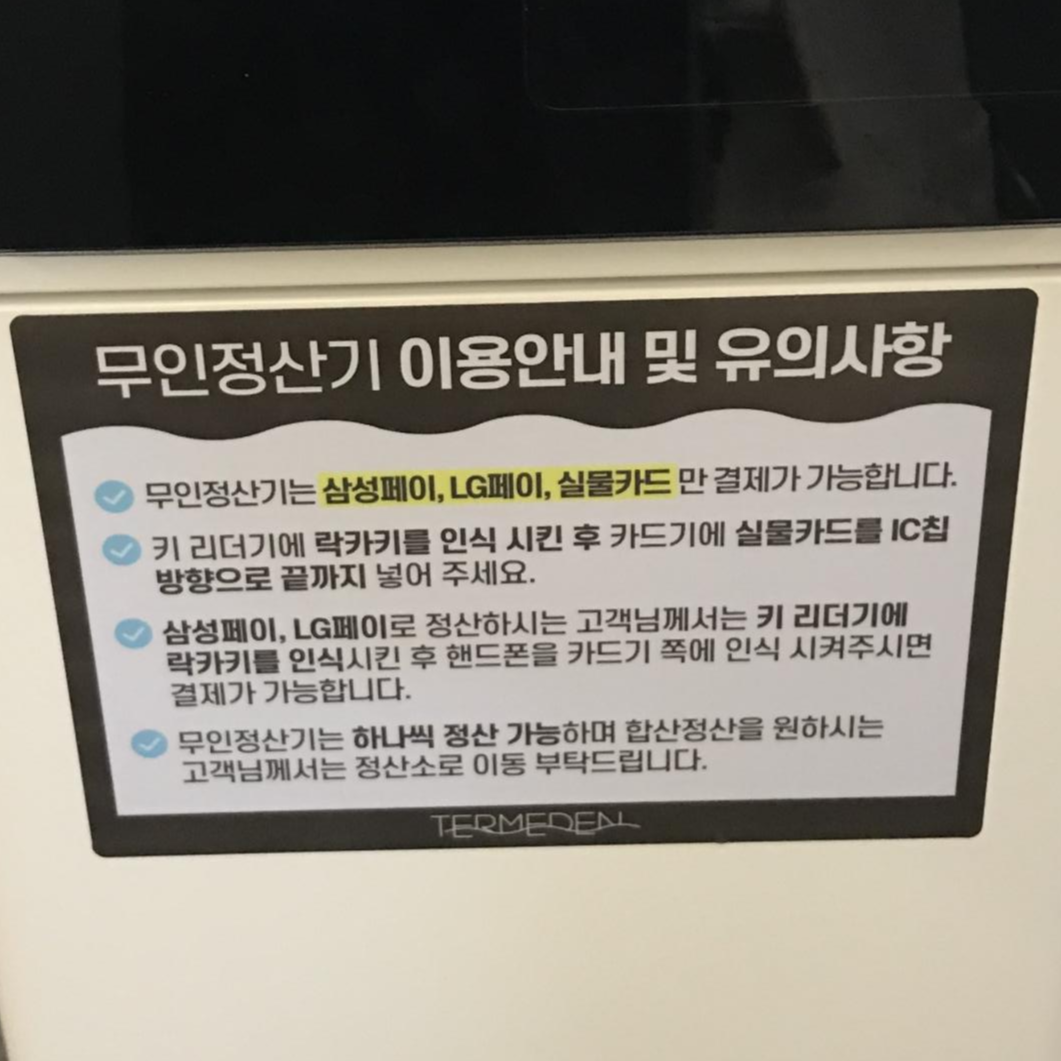 무인정산기 이용안내 및 유의사항
무인정산기는 삼성페이, LG페이, 실물카드 만 결제가 가능합니다.
키 리더기에 락카키를 인식 시킨 후 카드기에 실물카드를 IC칩
방향으로 끝까지 넣어 주세요.
삼성페이, LG페이로 정산하시는 고객님께서는 키 리더기에
락카키를 인식시킨 후 핸드폰을 카드기 쪽에 인식 시켜주시면
결제가 가능합니다.
무인정산기는 하나씩 정산 가능하며 합산정산을 원하시는
고객님께서는 정산소로 이동 부탁드립니다.
TERMEDEN